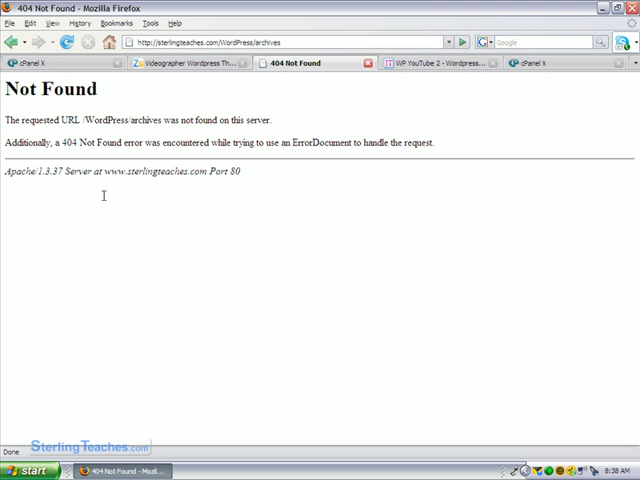 404 Not Found - Mozilla Firefox
File Edit View History Bookmarks Tools Help
http://sterlingteaches.com/WordPress/archives
Google
cPanel X
Videographer Wordpress Th...
404 Not Found
WP YouTube 2 - Wordpress...
cPanel X
Not Found
The requested URL /WordPress/archives was not found on this server.
Additionally, a 404 Not Found error was encountered while trying to use an ErrorDocument to handle the request.
Apache/1.3.37 Server at www.sterlingteaches.com Port 80
SterlingTeaches.com
Done
start
404 Not Found - Mozil...
8:38 AM